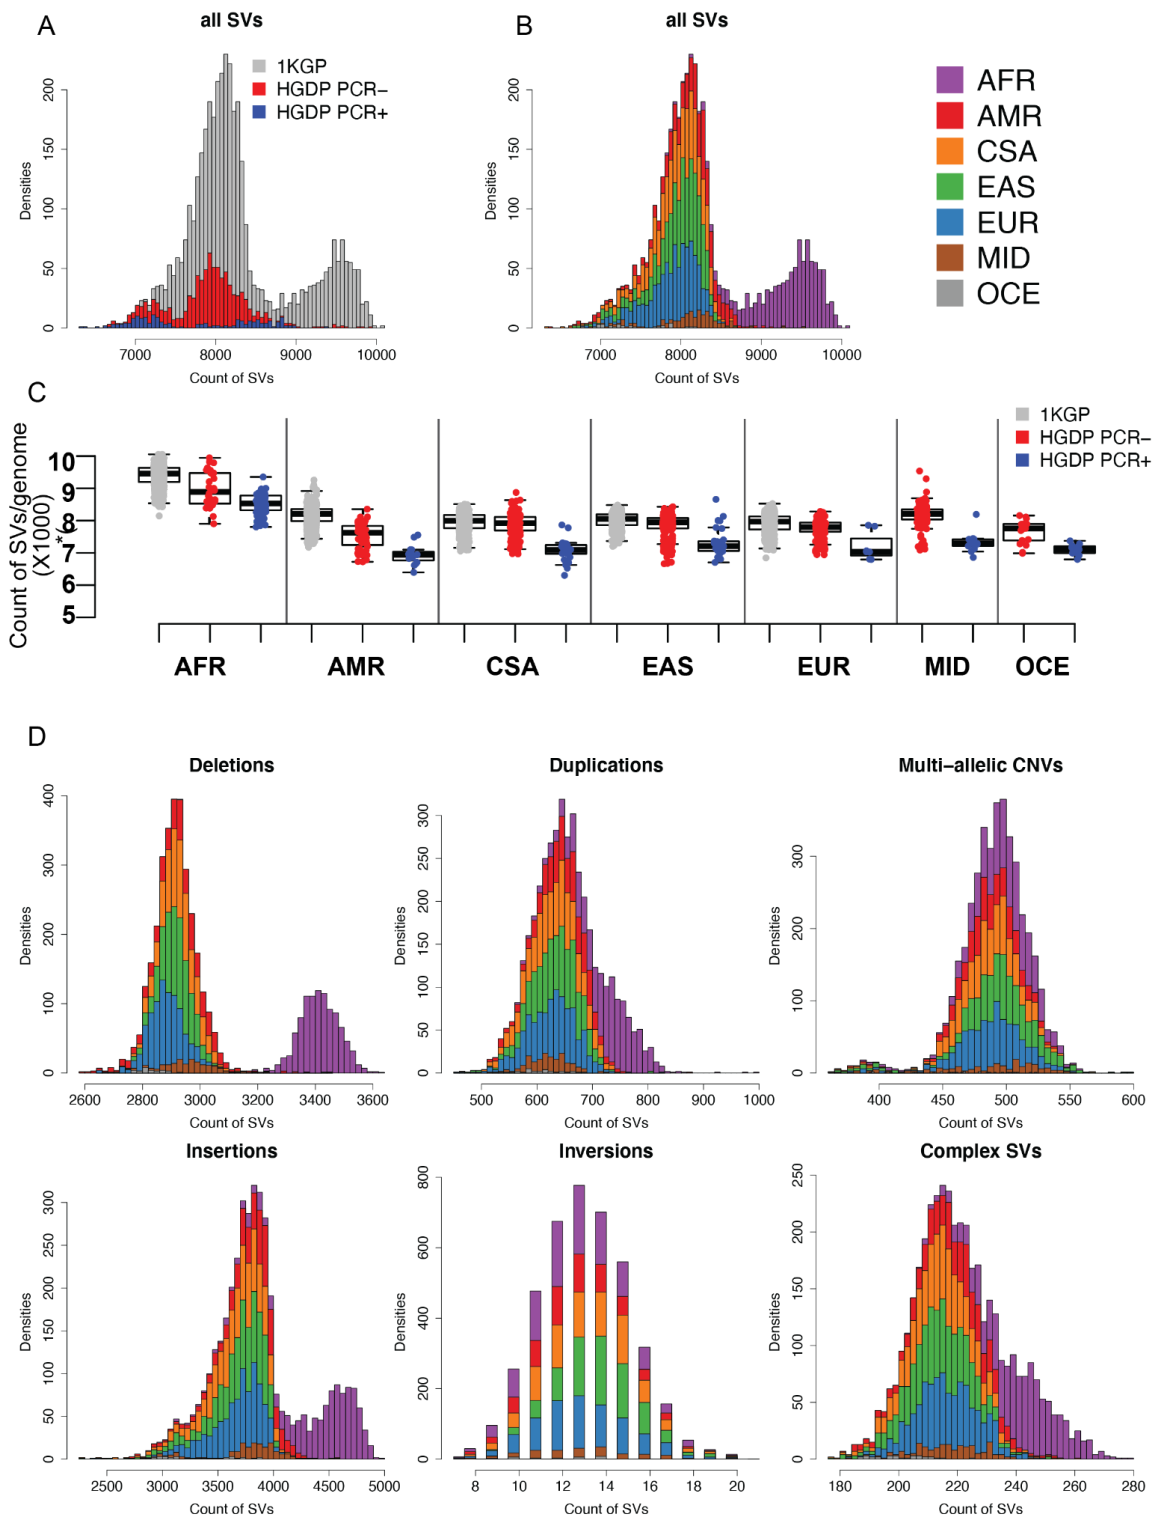 A
all SVs
1KGP
HGDP PCR−
HGDP PCR+
Densities
0 50 100 150 200
7000 8000 9000 10000
Count of SVs
B
all SVs
Densities
0 50 100 150 200
7000 8000 9000 10000
Count of SVs
AFR
AMR
CSA
EAS
EUR
MID
OCE
C
1KGP
HGDP PCR−
HGDP PCR+
Count of SVs/genome
(X1000)
10
9
8
7
*6
6
5
AFR AMR CSA EAS EUR MID OCE
D
Deletions
Densities
0 100 200 300 400
2600 2800 3000 3200 3400 3600
Count of SVs
Duplications
Densities
0 50 100 150 200 250 300
500 600 700 800 900 1000
Count of SVs
Multi−allelic CNVs
Densities
0 100 200 300
400 450 500 550 600
Count of SVs
Insertions
Densities
0 50 100 150 200 250 300
2500 3000 3500 4000 4500 5000
Count of SVs
Inversions
Densities
0 200 400 600 800
8 10 12 14 16 18 20
Count of SVs
Complex SVs
Densities
0 50 100 150 200 250
180 200 220 240 260 280
Count of SVs